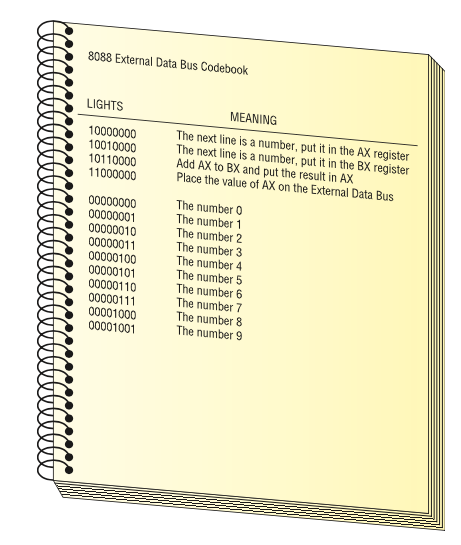 8088 External Data Bus Codebook
LIGHTS MEANING
10000000 The next line is a number, put it in the AX register
10010000 The next line is a number, put it in the BX register
10110000 Add AX to BX and put the result in AX
11000000 Place the value of AX on the External Data Bus
00000000 The number 0
00000001 The number 1
00000010 The number 2
00000011 The number 3
00000100 The number 4
00000101 The number 5
00000110 The number 6
00000111 The number 7
00001000 The number 8
00001001 The number 9